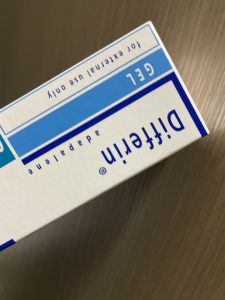 Differin®
adapalene
GEL
for external use only